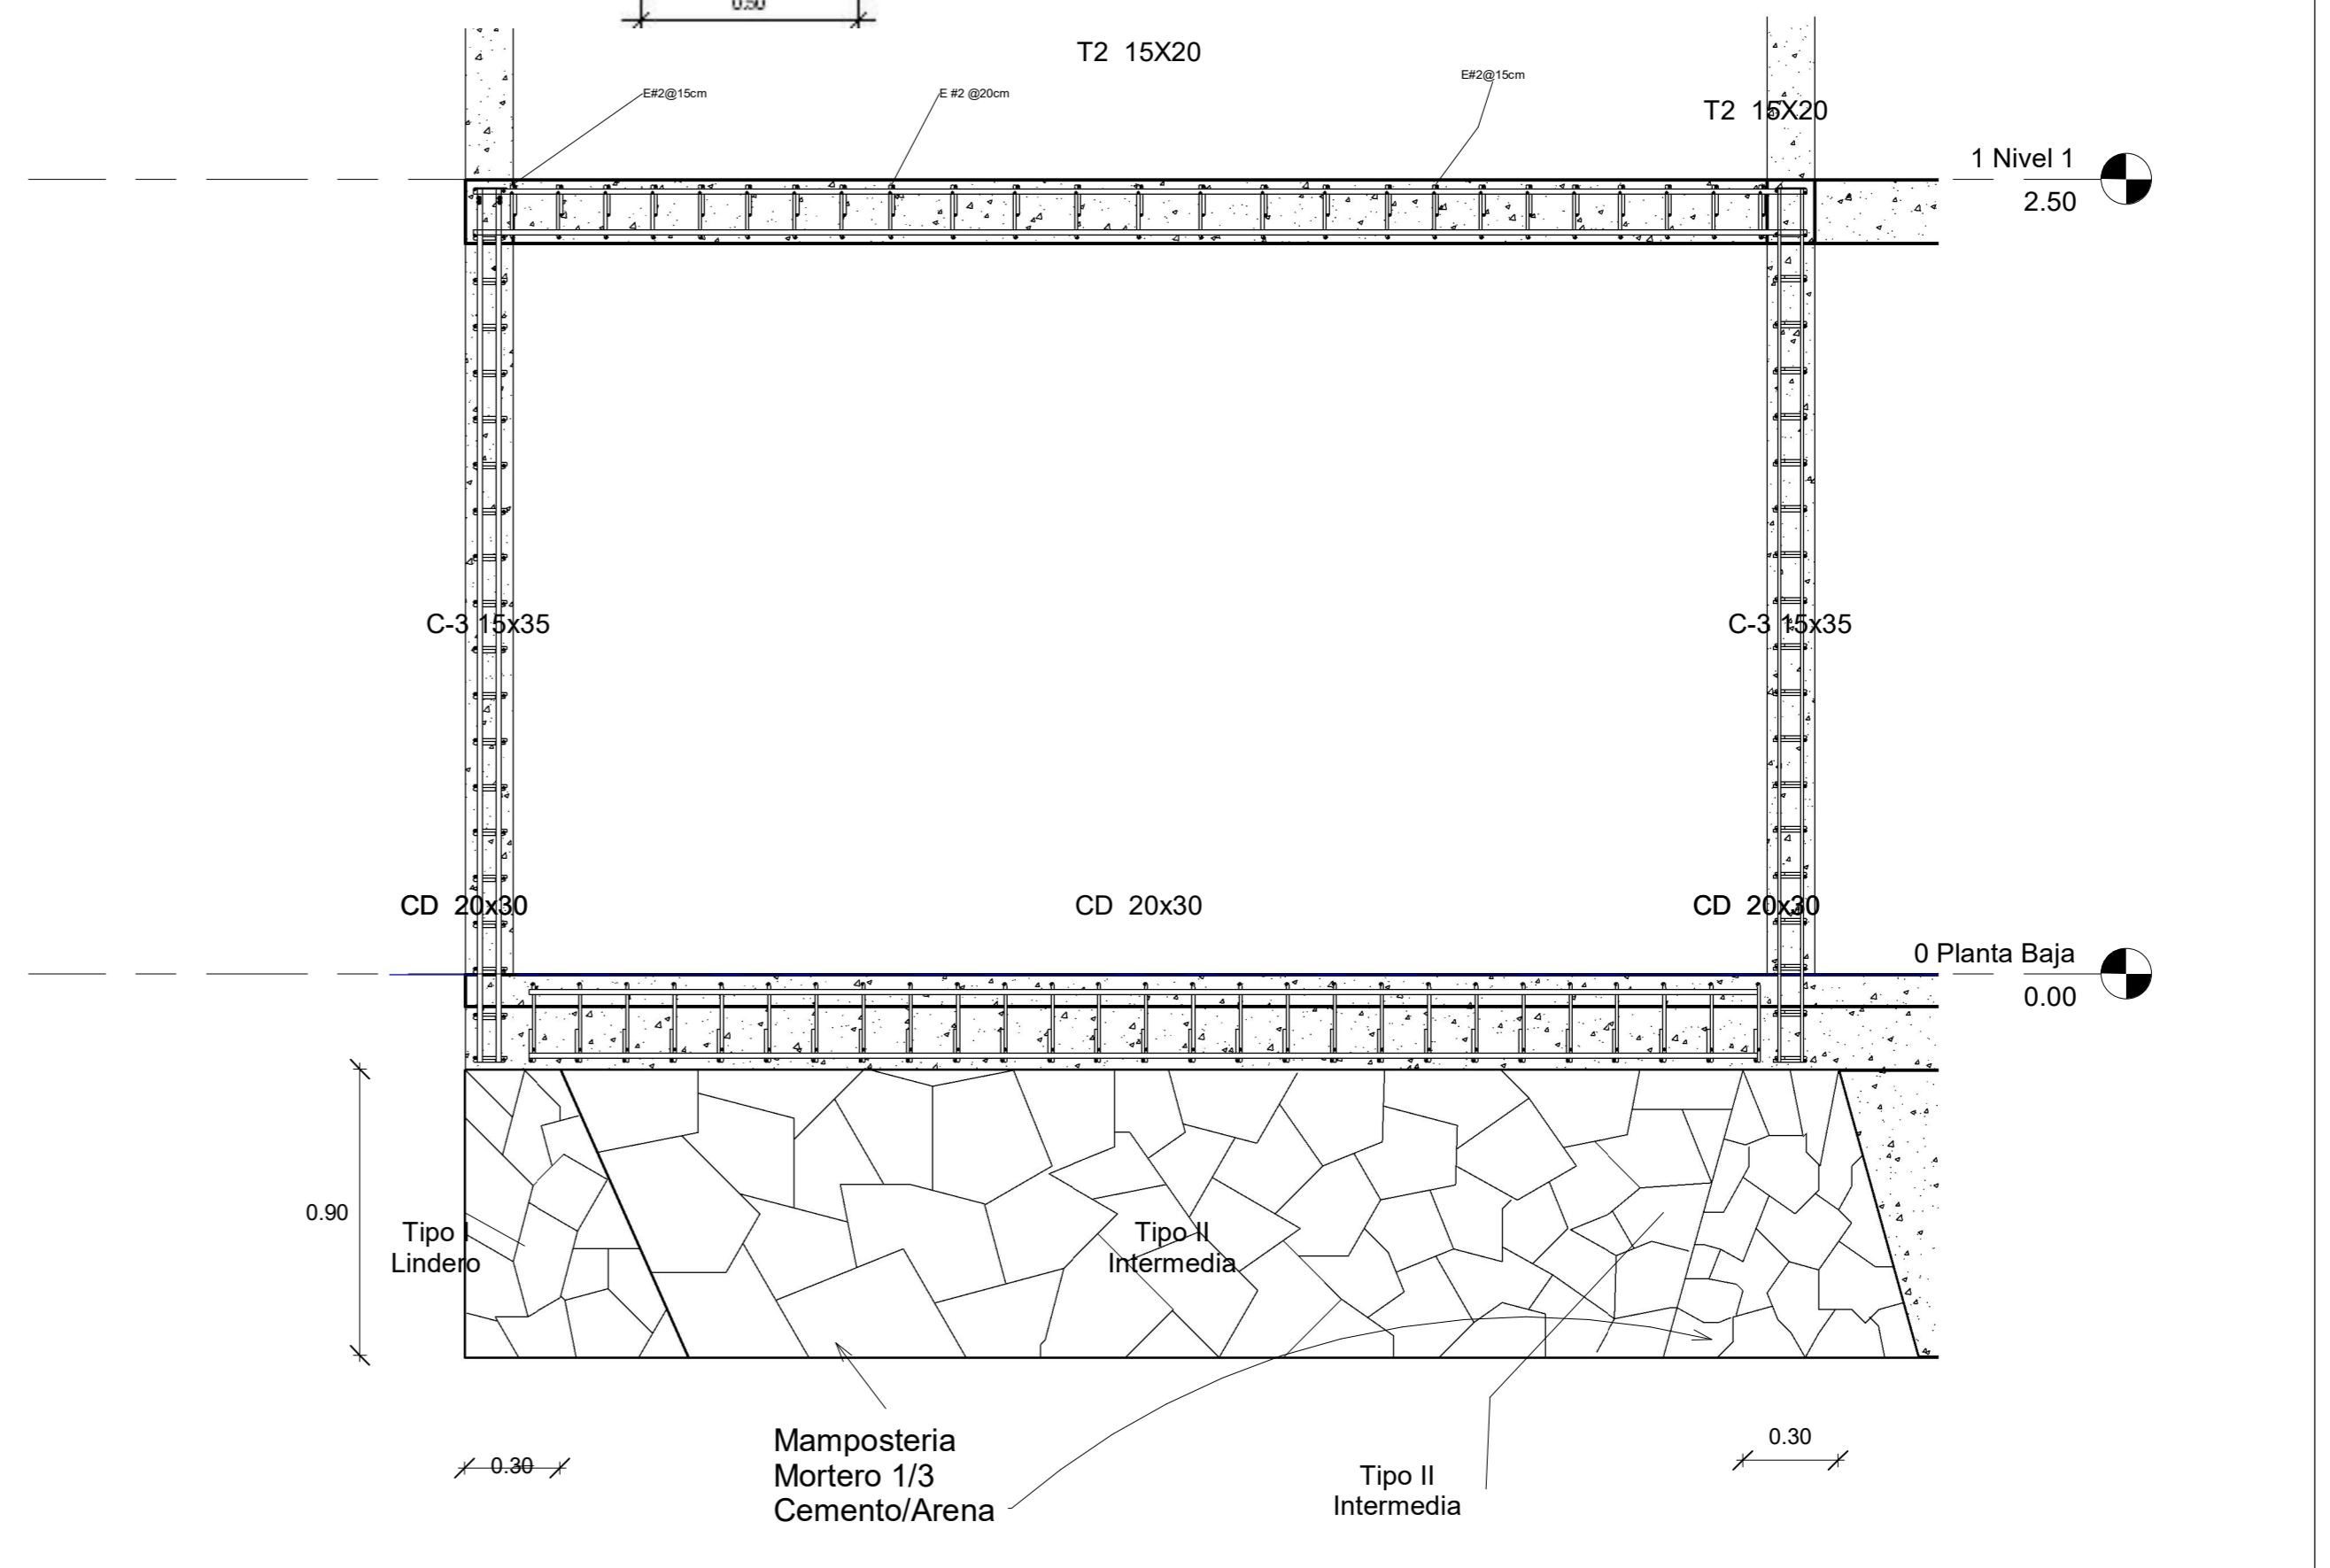 0.50
T2 15X20
E#2@15cm
E #2 @20cm
E#2@15cm
T2 15X20
1 Nivel 1
2.50
C-3 15x35
C-3 15x35
CD 20x30
CD 20x30
CD 20x30
0 Planta Baja
0.00
0.90
Tipo I
Lindero
Tipo II
Intermedia
Mamposteria
Mortero 1/3
Cemento/Arena
0.30
Tipo II
Intermedia
0.30